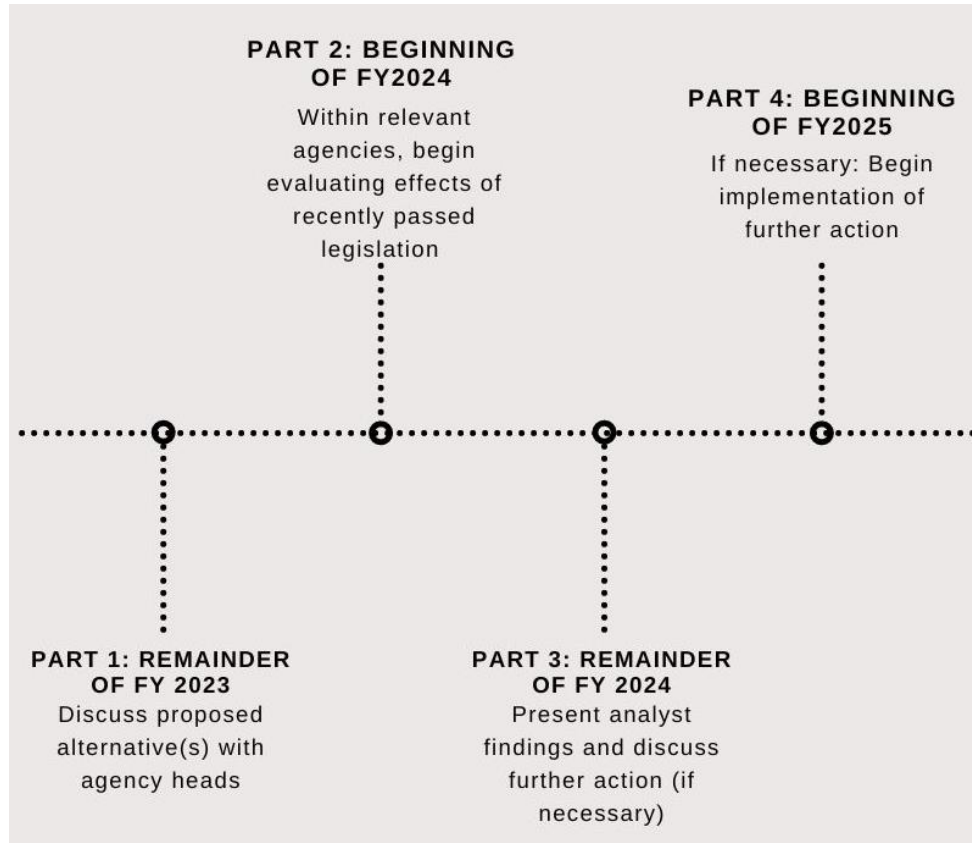 PART 2: BEGINNING
OF FY2024
Within relevant
agencies, begin
evaluating effects of
recently passed
legislation
PART 4: BEGINNING
OF FY2025
If necessary: Begin
implementation of
further action
PART 1: REMAINDER
OF FY 2023
Discuss proposed
alternative(s) with
agency heads
PART 3: REMAINDER
OF FY 2024
Present analyst
findings and discuss
further action (if
necessary)